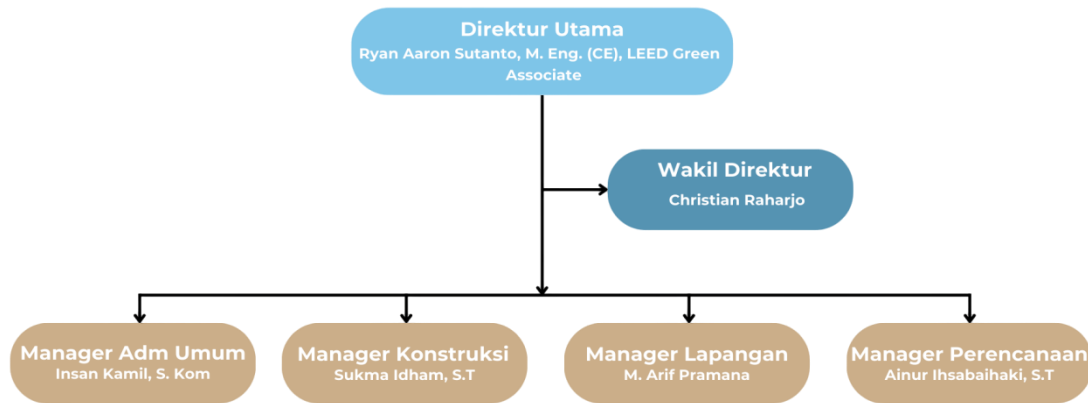 Direktur Utama
Ryan Aaron Sutanto, M. Eng. (CE), LEED Green
Associate
Wakil Direktur
Christian Raharjo
Manager Adm Umum
Insan Kamil, S. Kom
Manager Konstruksi
Sukma Idham, S.T
Manager Lapangan
M. Arif Pramana
Manager Perencanaan
Ainur Ihsabaihaki, S.T